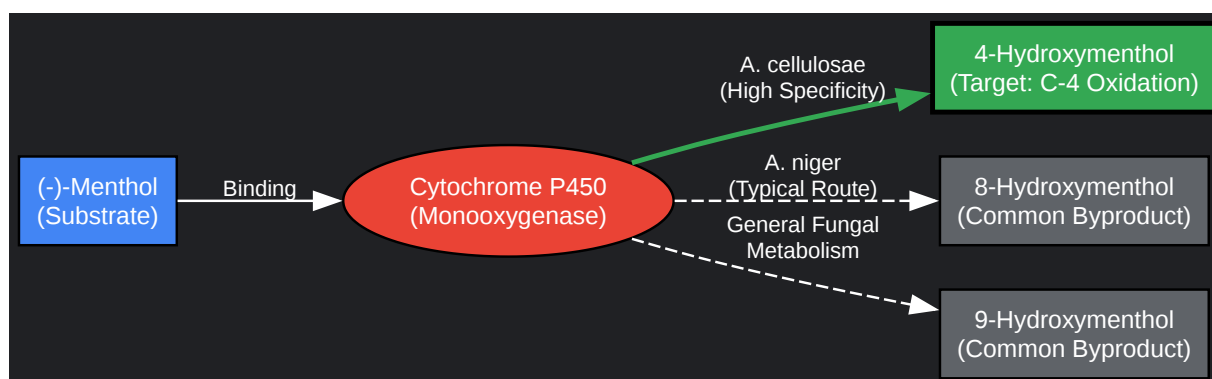 (-)-Menthol
(Substrate)
Binding
Cytochrome P450
(Monooxygenase)
A. cellulosae
(High Specificity)
4-Hydroxymenthol
(Target: C-4 Oxidation)
A. niger
(Typical Route)
8-Hydroxymenthol
(Common Byproduct)
General Fungal
Metabolism
9-Hydroxymenthol
(Common Byproduct)